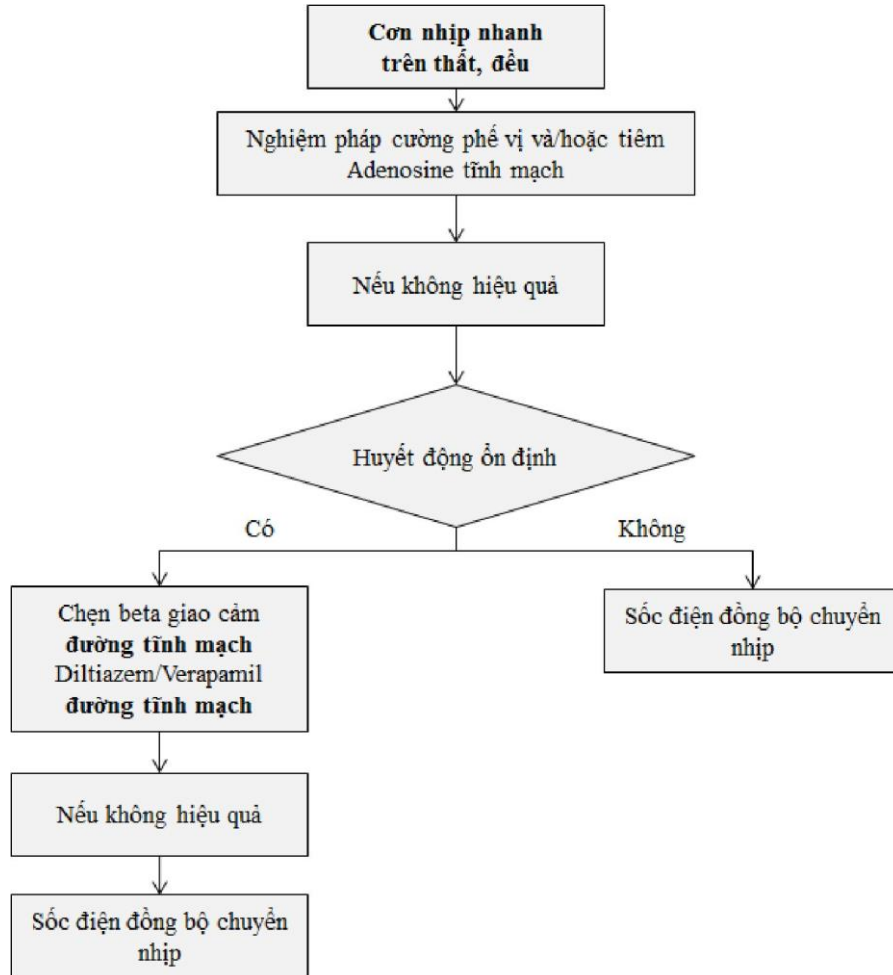 Cơn nhịp nhanh
trên thất, đều
Nghiệm pháp cường phế vị và/hoặc tiêm
Adenosine tĩnh mạch
Nếu không hiệu quả
Huyết động ổn định
Có
Không
Chẹn beta giao cảm
đường tĩnh mạch
Diltiazem/Verapamil
đường tĩnh mạch
Sốc điện đồng bộ chuyển
nhịp
Nếu không hiệu quả
Sốc điện đồng bộ chuyển
nhịp